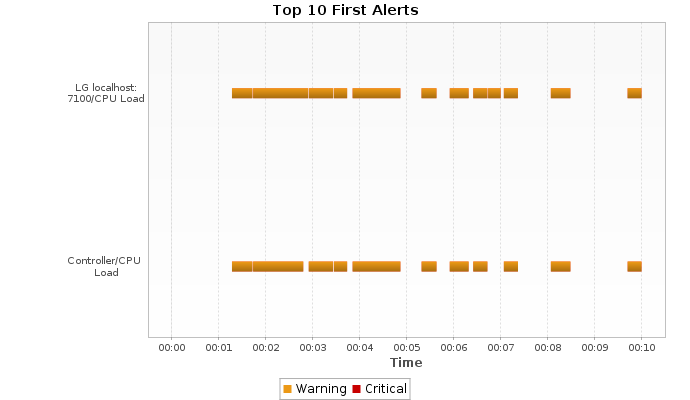 Top 10 First Alerts
LG localhost:
7100/CPU Load
Controller/CPU
Load
00:00 00:01 00:02 00:03 00:04 00:05 00:06 00:07 00:08 00:09 00:10
Time
Warning Critical